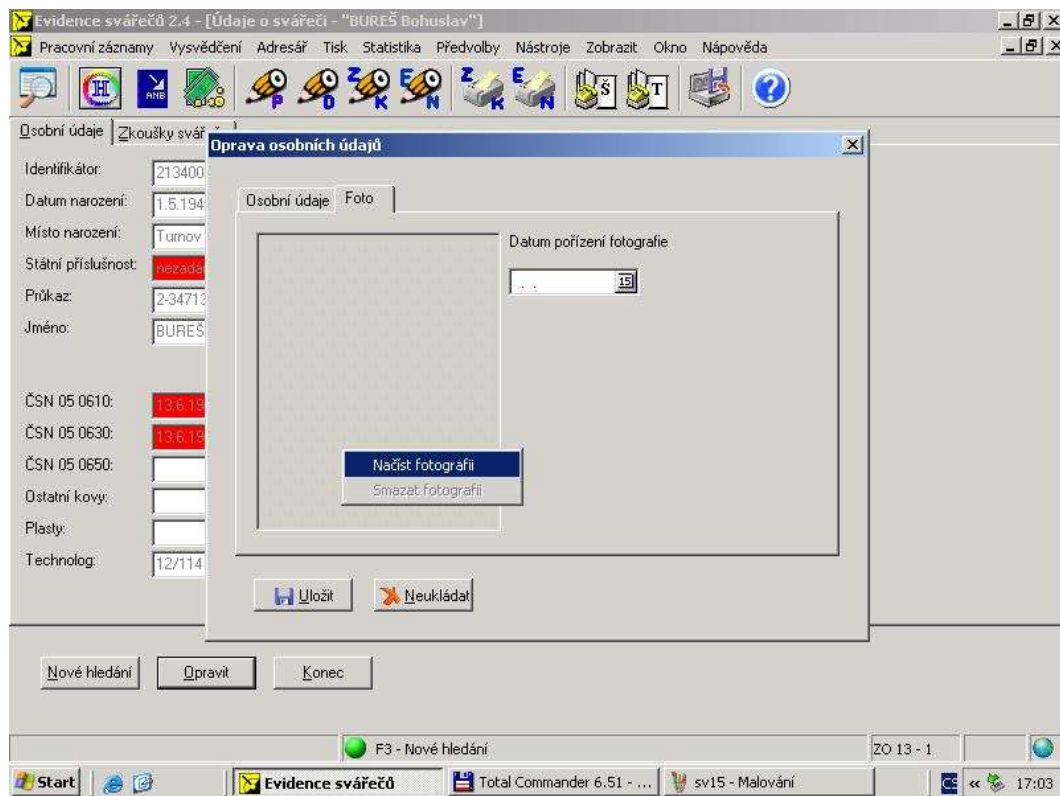 Evidence svářečů 2.4 - [Údaje o svářeči - "BUREŠ Bohuslav"]
Pracovní záznamy Vysvědčení Adresář Tisk Statistika Předvolby Nástroje Zobrazit Okno Nápověda
H ANB P O Z K E N Z K E N Š T ?
Osobní údaje Zkoušky
Oprava osobních údajů
Identifikátor: 213400
Datum narození: 1.5.194
Místo narození: Turnov
Státní příslušnost:
Průkaz: 2-34713
Jméno: BUREŠ
ČSN 05 0610: 13.6.19
ČSN 05 0630: 13.6.19
ČSN 05 0650:
Ostatní kovy:
Plasty:
Technolog: 12/114
Osobní údaje Foto
Datum pořízení fotografie
. . 15
Načíst fotografii
Smazat fotografii
Uložit Neukládat
Nové hledání Opravit Konec
F3 - Nové hledání ZO 13 - 1
Start Evidence svářečů Total Commander 6.51 - ... sv15 - Malování CS « 17:03